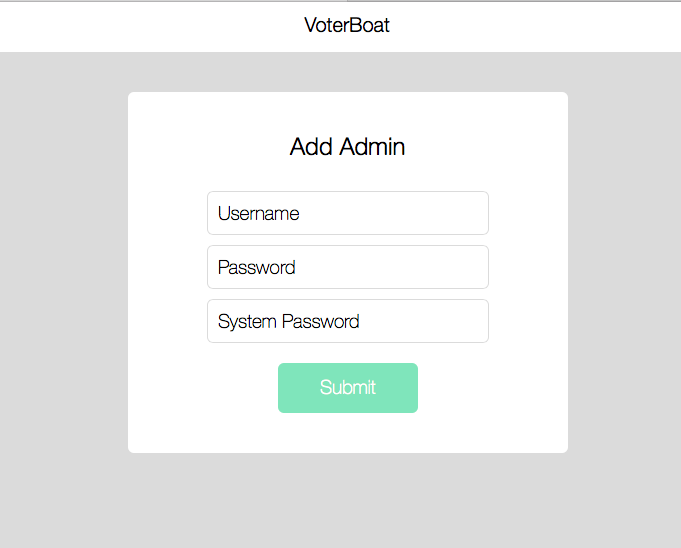 VoterBoat
Add Admin
Username
Password
System Password
Submit